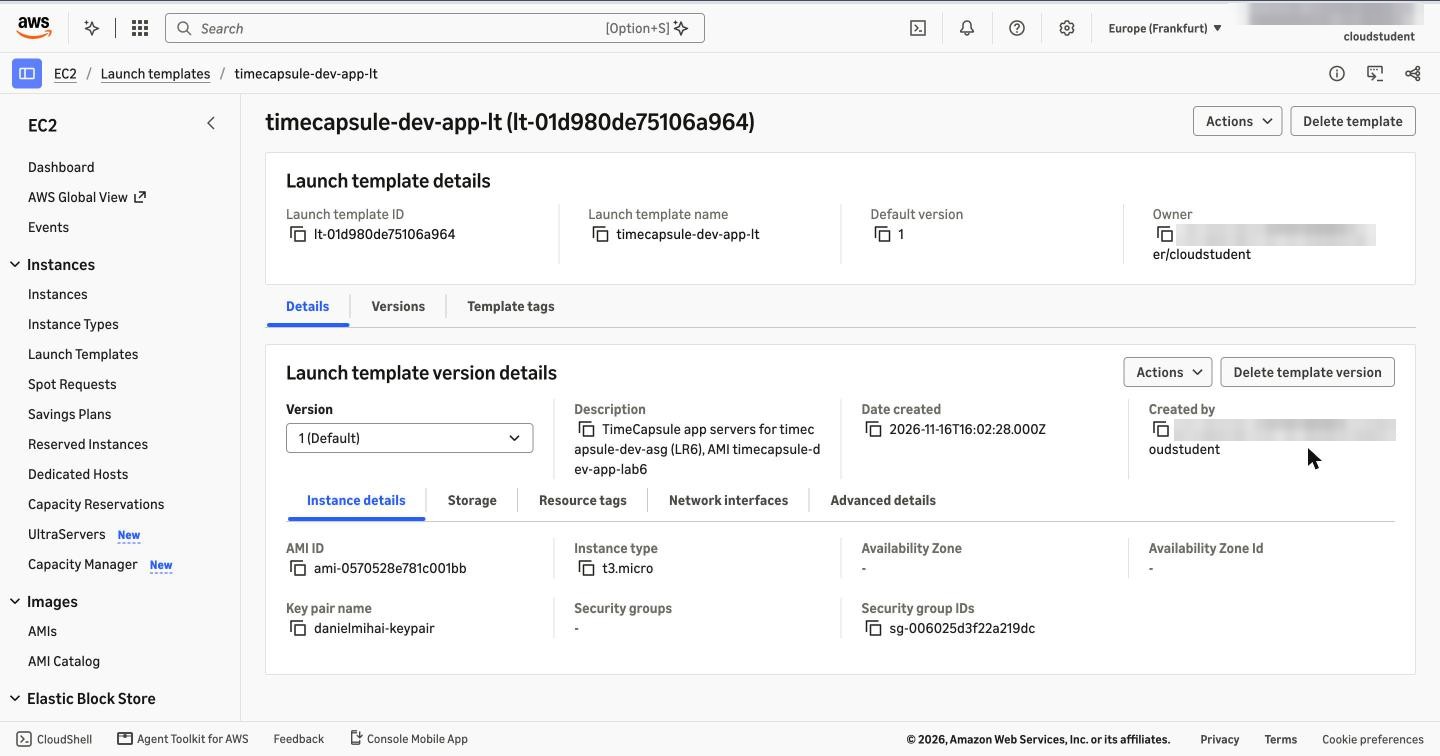 aws
Search
[Option+S]
Europe (Frankfurt)
cloudstudent
EC2 / Launch templates / timecapsule-dev-app-lt
EC2
Dashboard
AWS Global View
Events
Instances
Instances
Instance Types
Launch Templates
Spot Requests
Savings Plans
Reserved Instances
Dedicated Hosts
Capacity Reservations
UltraServers New
Capacity Manager New
Images
AMIs
AMI Catalog
Elastic Block Store
timecapsule-dev-app-lt (lt-01d980de75106a964)
Actions
Delete template
Launch template details
Launch template ID
lt-01d980de75106a964
Launch template name
timecapsule-dev-app-lt
Default version
1
Owner
er/cloudstudent
Details
Versions
Template tags
Launch template version details
Actions
Delete template version
Version
1 (Default)
Description
TimeCapsule app servers for timec
apsule-dev-asg (LR6), AMI timecapsule-d
ev-app-lab6
Date created
2026-11-16T16:02:28.000Z
Created by
oudstudent
Instance details
Storage
Resource tags
Network interfaces
Advanced details
AMI ID
ami-0570528e781c001bb
Instance type
t3.micro
Availability Zone
-
Availability Zone Id
-
Key pair name
danielmihai-keypair
Security groups
-
Security group IDs
sg-006025d3f22a219dc
CloudShell
Agent Toolkit for AWS
Feedback
Console Mobile App
© 2026, Amazon Web Services, Inc. or its affiliates.
Privacy
Terms
Cookie preferences